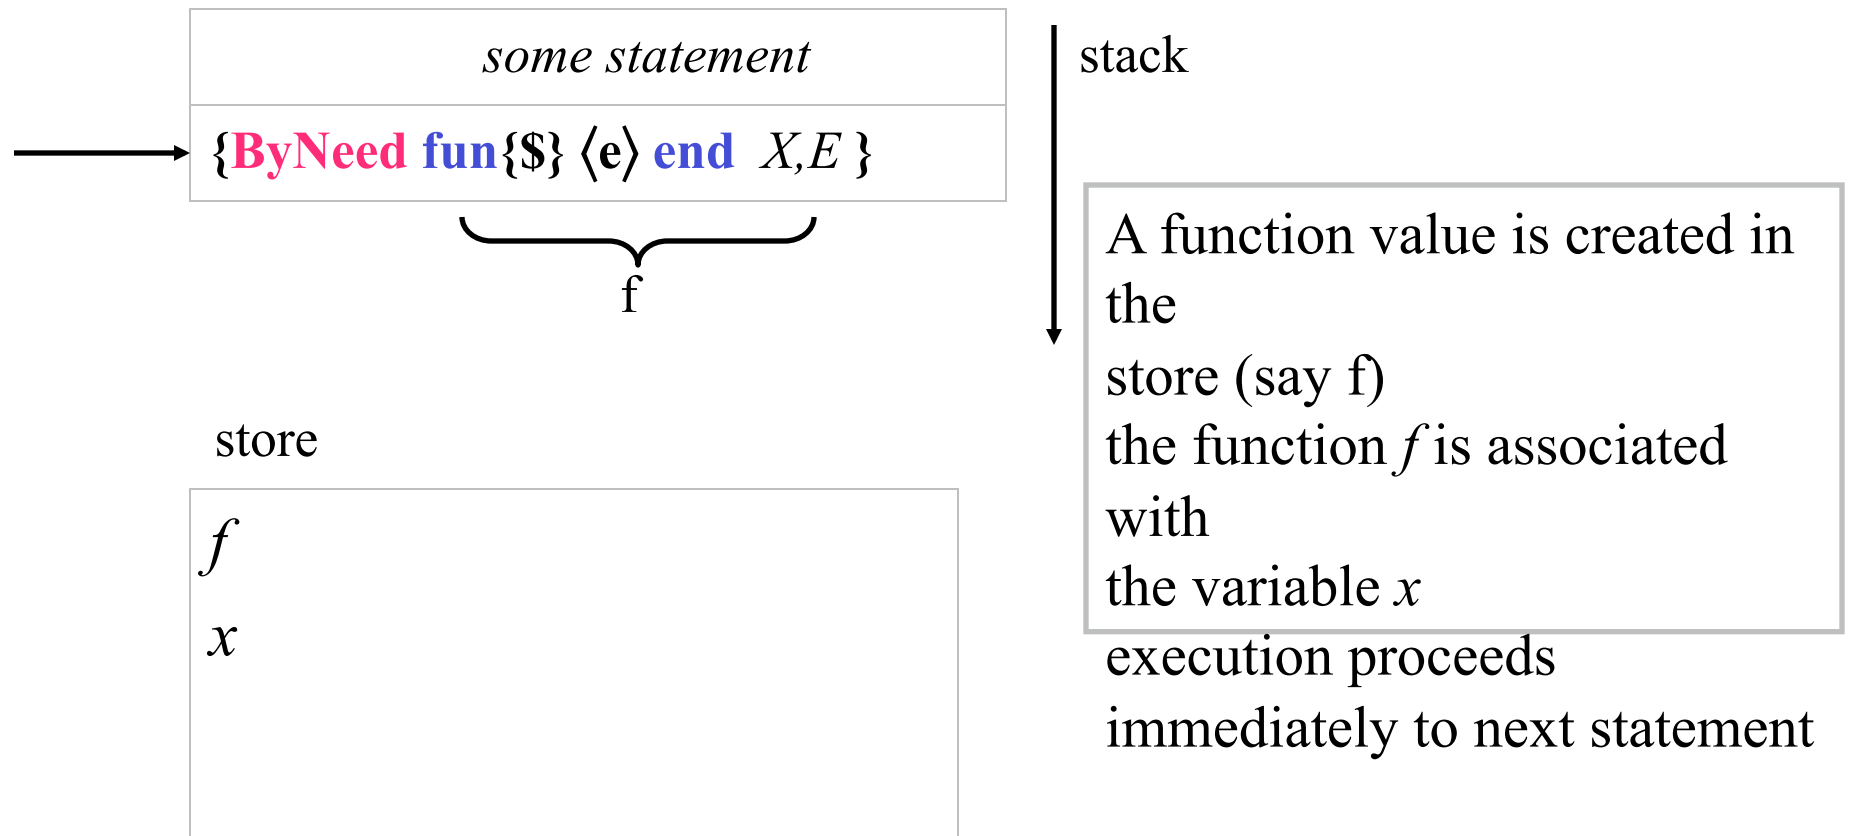 some statement
stack
{ByNeed fun{$} ⟨e⟩ end X,E }
f
A function value is created in
the
store (say f)
the function f is associated
with
the variable x
execution proceeds
immediately to next statement
store
f
x